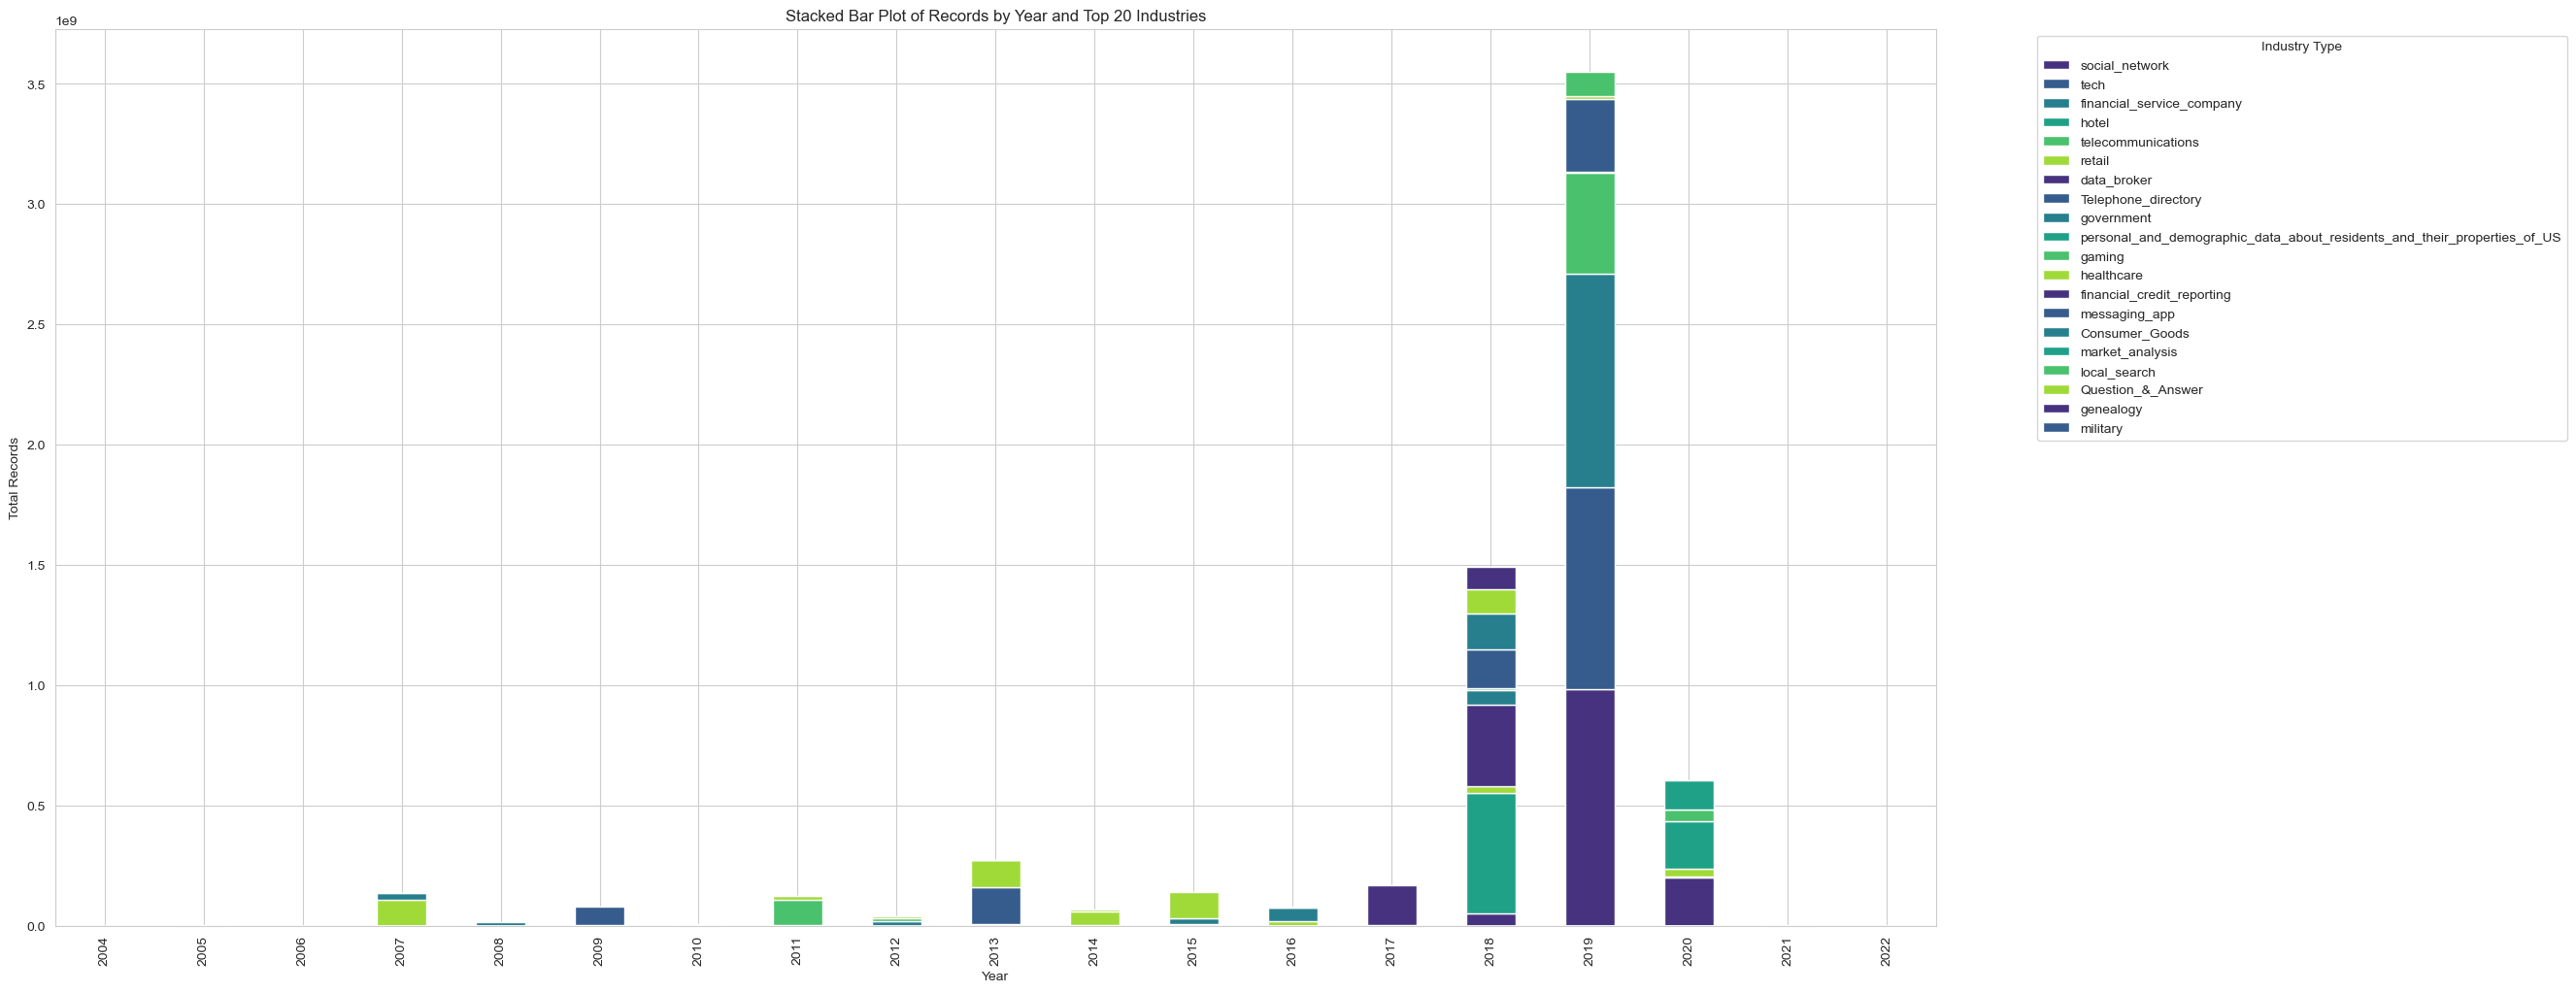 Stacked Bar Plot of Records by Year and Top 20 Industries
1e9
3.5
3.0
2.5
2.0
1.5
1.0
0.5
0.0
Total Records
2004
2005
2006
2007
2008
2009
2010
2011
2012
2013
2014
2015
2016
2017
2018
2019
2020
2021
2022
Year
Industry Type
social_network
tech
financial_service_company
hotel
telecommunications
retail
data_broker
Telephone_directory
government
personal_and_demographic_data_about_residents_and_their_properties_of_US
gaming
healthcare
financial_credit_reporting
messaging_app
Consumer_Goods
market_analysis
local_search
Question_&_Answer
genealogy
military